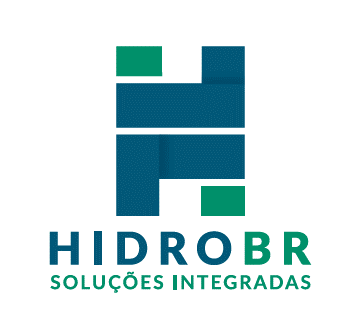 HIDROBR
SOLUÇÕES INTEGRADAS